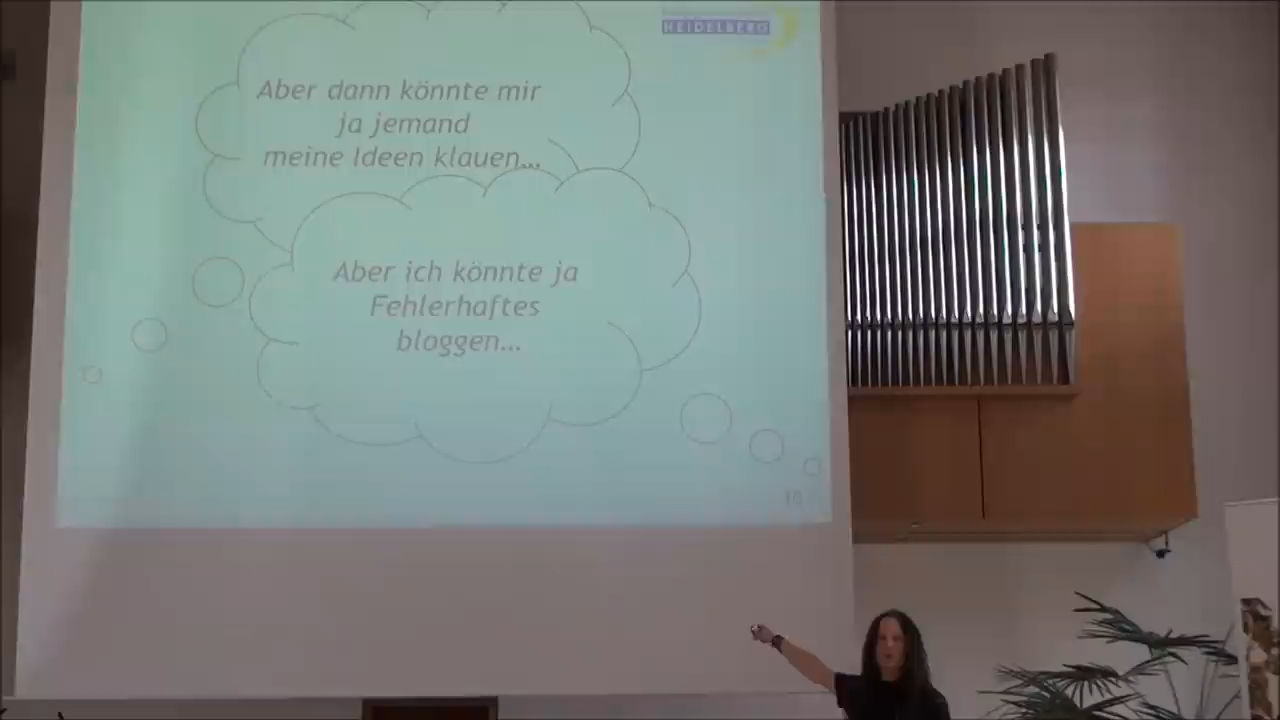 HEIDELBERG
Aber dann könnte mir
ja jemand
meine Ideen klauen...
Aber ich könnte ja
Fehlerhaftes
bloggen...